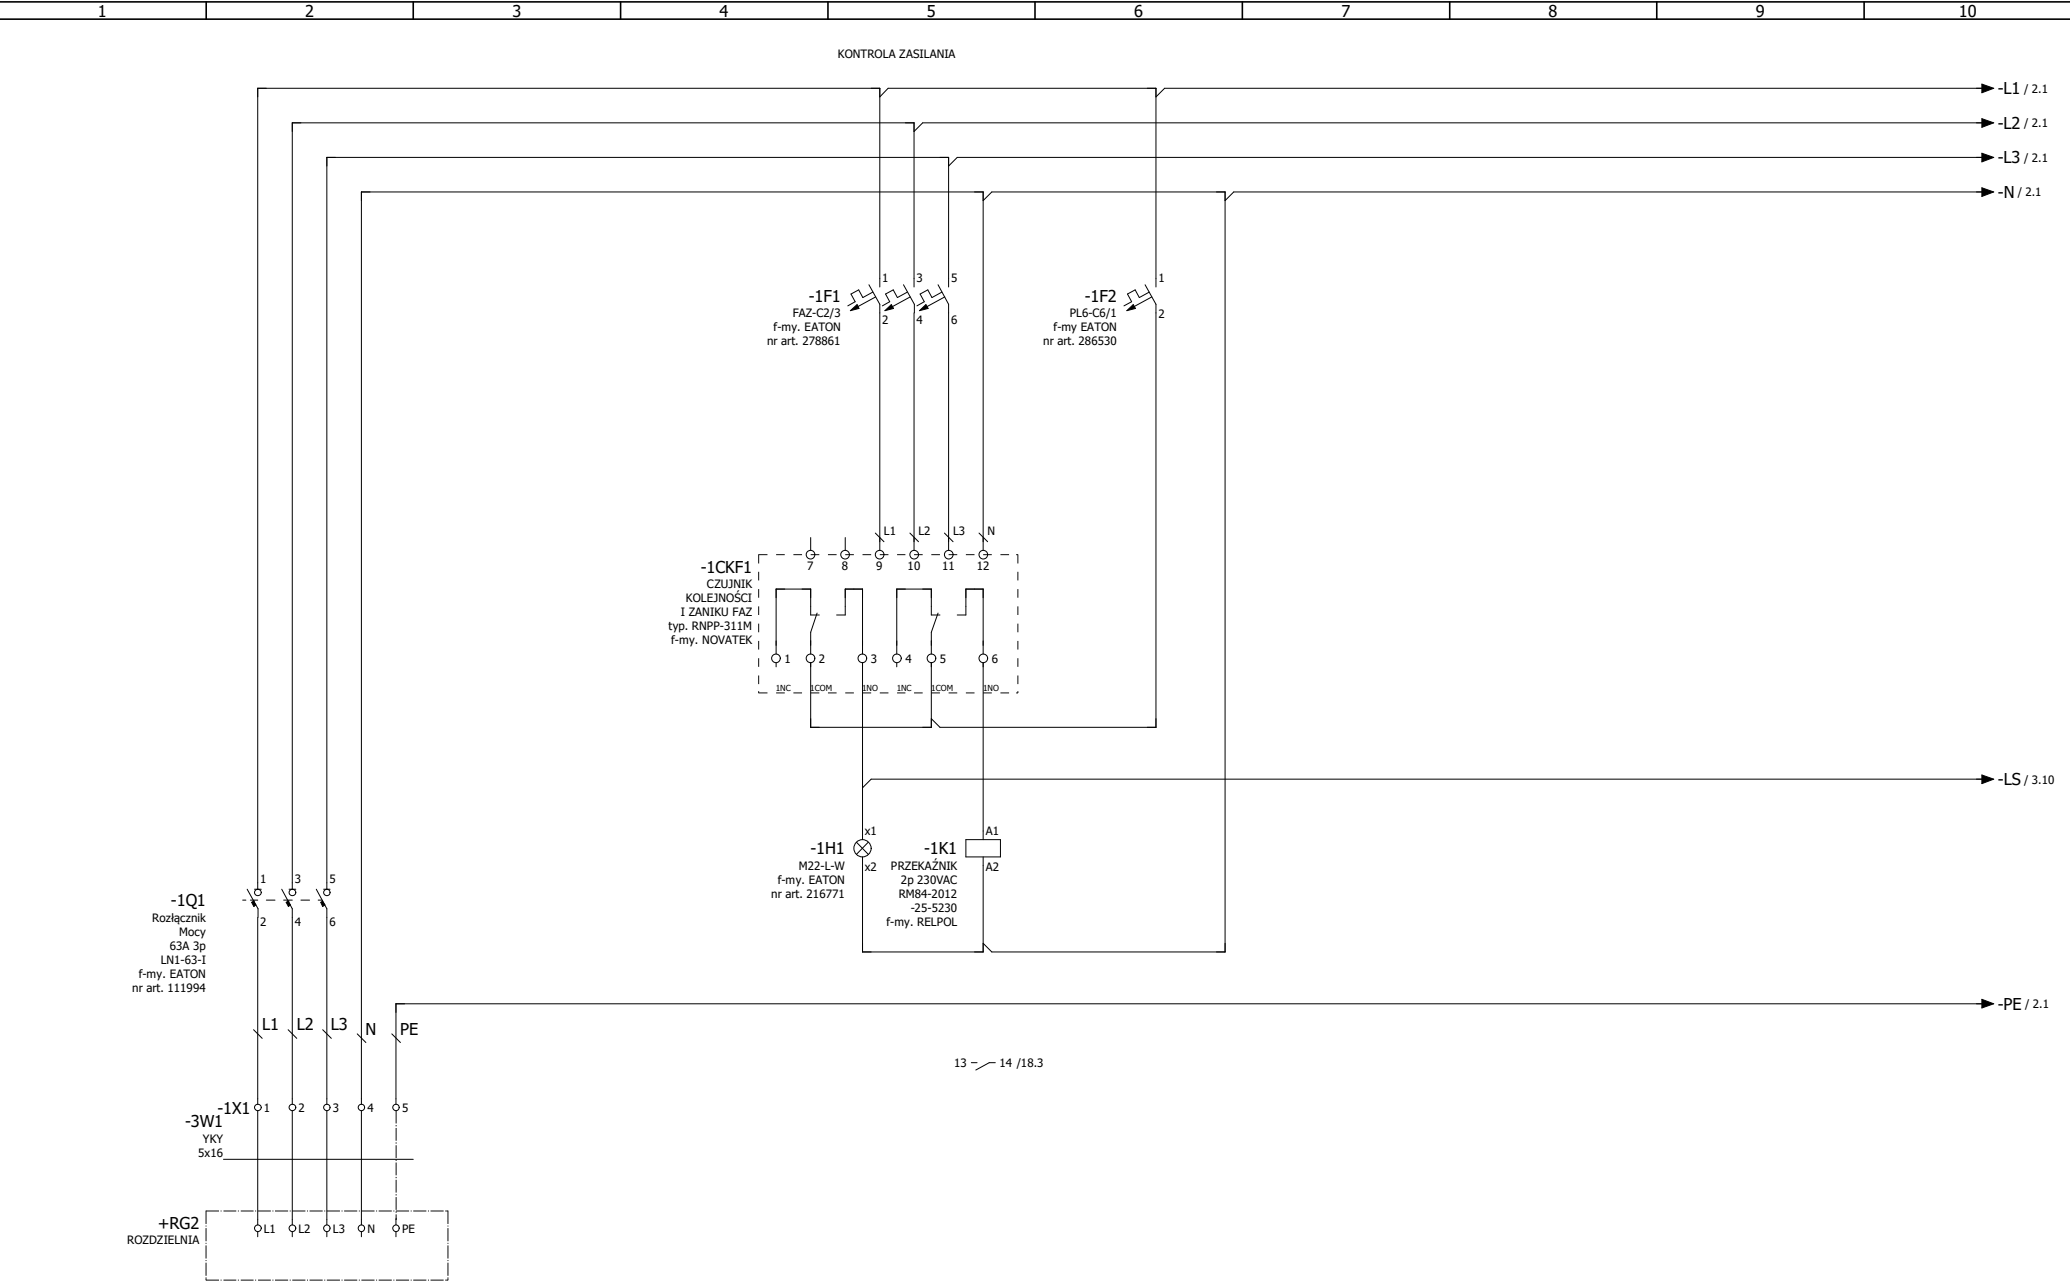 1 2 3 4 5 6 7 8 9 10
KONTROLA ZASILANIA
-L1 / 2.1
-L2 / 2.1
-L3 / 2.1
-N / 2.1
-1F1
FAZ-C2/3
f-my. EATON
nr art. 278861
1 3 5
2 4 6
-1F2
PL6-C6/1
f-my EATON
nr art. 286530
1
2
L1 L2 L3 N
7 8 9 10 11 12
-1CKF1
CZUJNIK
KOLEJNOŚCI
I ZANIKU FAZ
typ. RNPP-311M
f-my. NOVATEK
1 2 3 4 5 6
1NC 1COM 1NO 1NC 1COM 1NO
-LS / 3.10
-1H1
M22-L-W
f-my. EATON
nr art. 216771
x1
x2
-1K1
PRZEKAŹNIK
2p 230VAC
RM84-2012
-25-5230
f-my. RELPOL
A1
A2
-1Q1
Rozłącznik
Mocy
63A 3p
LN1-63-I
f-my. EATON
nr art. 111994
1 3 5
2 4 6
-PE / 2.1
L1 L2 L3 N PE
13 14 /18.3
-1X1 1 2 3 4 5
-3W1
YKY
5x16
+RG2
ROZDZIELNIA
L1 L2 L3 N PE